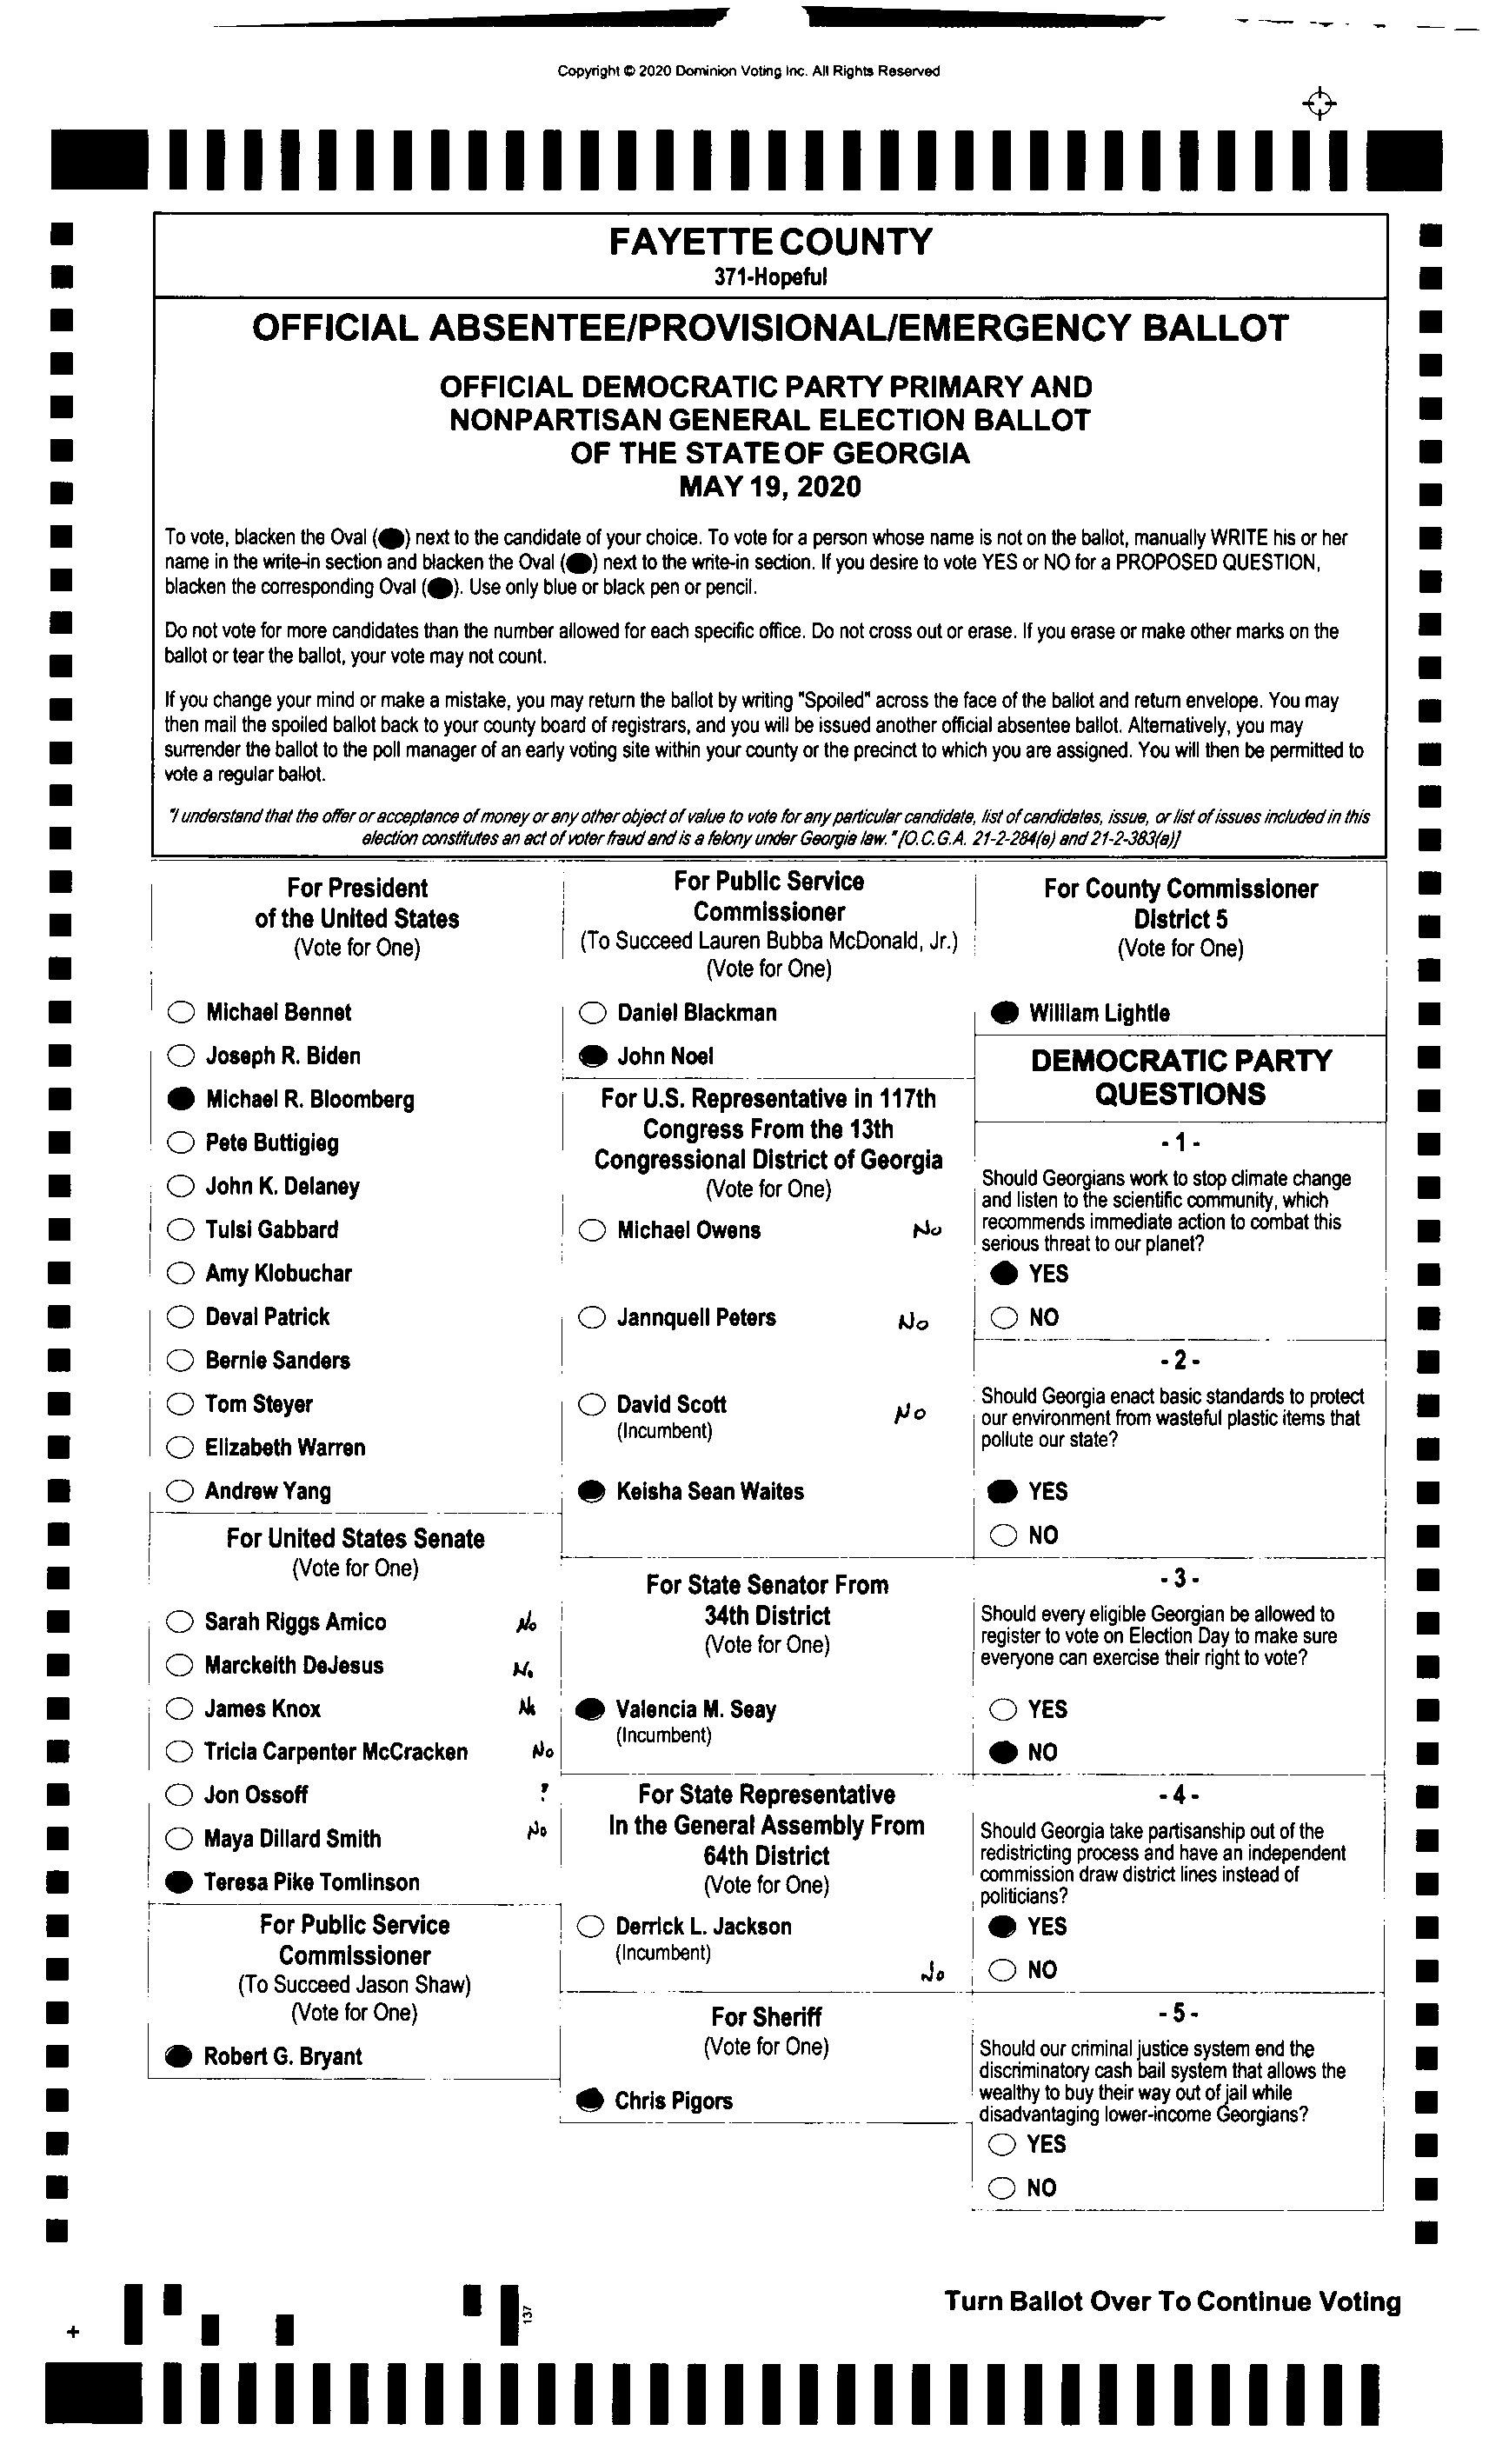 Copyright © 2020 Dominion Voting Inc. All Rights Reserved
FAYETTE COUNTY
371-Hopeful
OFFICIAL ABSENTEE/PROVISIONAL/EMERGENCY BALLOT
OFFICIAL DEMOCRATIC PARTY PRIMARY AND
NONPARTISAN GENERAL ELECTION BALLOT
OF THE STATE OF GEORGIA
MAY 19, 2020
To vote, blacken the Oval ( ) next to the candidate of your choice. To vote for a person whose name is not on the ballot, manually WRITE his or her
name in the write-in section and blacken the Oval ( ) next to the write-in section. If you desire to vote YES or NO for a PROPOSED QUESTION,
blacken the corresponding Oval ( ). Use only blue or black pen or pencil.
Do not vote for more candidates than the number allowed for each specific office. Do not cross out or erase. If you erase or make other marks on the
ballot or tear the ballot, your vote may not count.
If you change your mind or make a mistake, you may return the ballot by writing "Spoiled" across the face of the ballot and return envelope. You may
then mail the spoiled ballot back to your county board of registrars, and you will be issued another official absentee ballot. Alternatively, you may
surrender the ballot to the poll manager of an early voting site within your county or the precinct to which you are assigned. You will then be permitted to
vote a regular ballot.
"I understand that the offer or acceptance of money or any other object of value to vote for any particular candidate, list of candidates, issue, or list of issues included in this
election constitutes an act of voter fraud and is a felony under Georgia law." [O.C.G.A. 21-2-284(e) and 21-2-383(a)]
For President
of the United States
(Vote for One)
Michael Bennet
Joseph R. Biden
Michael R. Bloomberg
Pete Buttigieg
John K. Delaney
Tulsi Gabbard
Amy Klobuchar
Deval Patrick
Bernie Sanders
Tom Steyer
Elizabeth Warren
Andrew Yang
For United States Senate
(Vote for One)
Sarah Riggs Amico No
Marckeith DeJesus No
James Knox No
Tricia Carpenter McCracken No
Jon Ossoff ?
Maya Dillard Smith No
Teresa Pike Tomlinson
For Public Service
Commissioner
(To Succeed Jason Shaw)
(Vote for One)
Robert G. Bryant
For Public Service
Commissioner
(To Succeed Lauren Bubba McDonald, Jr.)
(Vote for One)
Daniel Blackman
John Noel
For U.S. Representative in 117th
Congress From the 13th
Congressional District of Georgia
(Vote for One)
Michael Owens No
Jannquell Peters No
David Scott No
(Incumbent)
Keisha Sean Waites
For State Senator From
34th District
(Vote for One)
Valencia M. Seay
(Incumbent)
For State Representative
In the General Assembly From
64th District
(Vote for One)
Derrick L. Jackson
(Incumbent)
No
For Sheriff
(Vote for One)
Chris Pigors
For County Commissioner
District 5
(Vote for One)
William Lightle
DEMOCRATIC PARTY
QUESTIONS
- 1 -
Should Georgians work to stop climate change
and listen to the scientific community, which
recommends immediate action to combat this
serious threat to our planet?
YES
NO
- 2 -
Should Georgia enact basic standards to protect
our environment from wasteful plastic items that
pollute our state?
YES
NO
- 3 -
Should every eligible Georgian be allowed to
register to vote on Election Day to make sure
everyone can exercise their right to vote?
YES
NO
- 4 -
Should Georgia take partisanship out of the
redistricting process and have an independent
commission draw district lines instead of
politicians?
YES
NO
- 5 -
Should our criminal justice system end the
discriminatory cash bail system that allows the
wealthy to buy their way out of jail while
disadvantaging lower-income Georgians?
YES
NO
Turn Ballot Over To Continue Voting
137